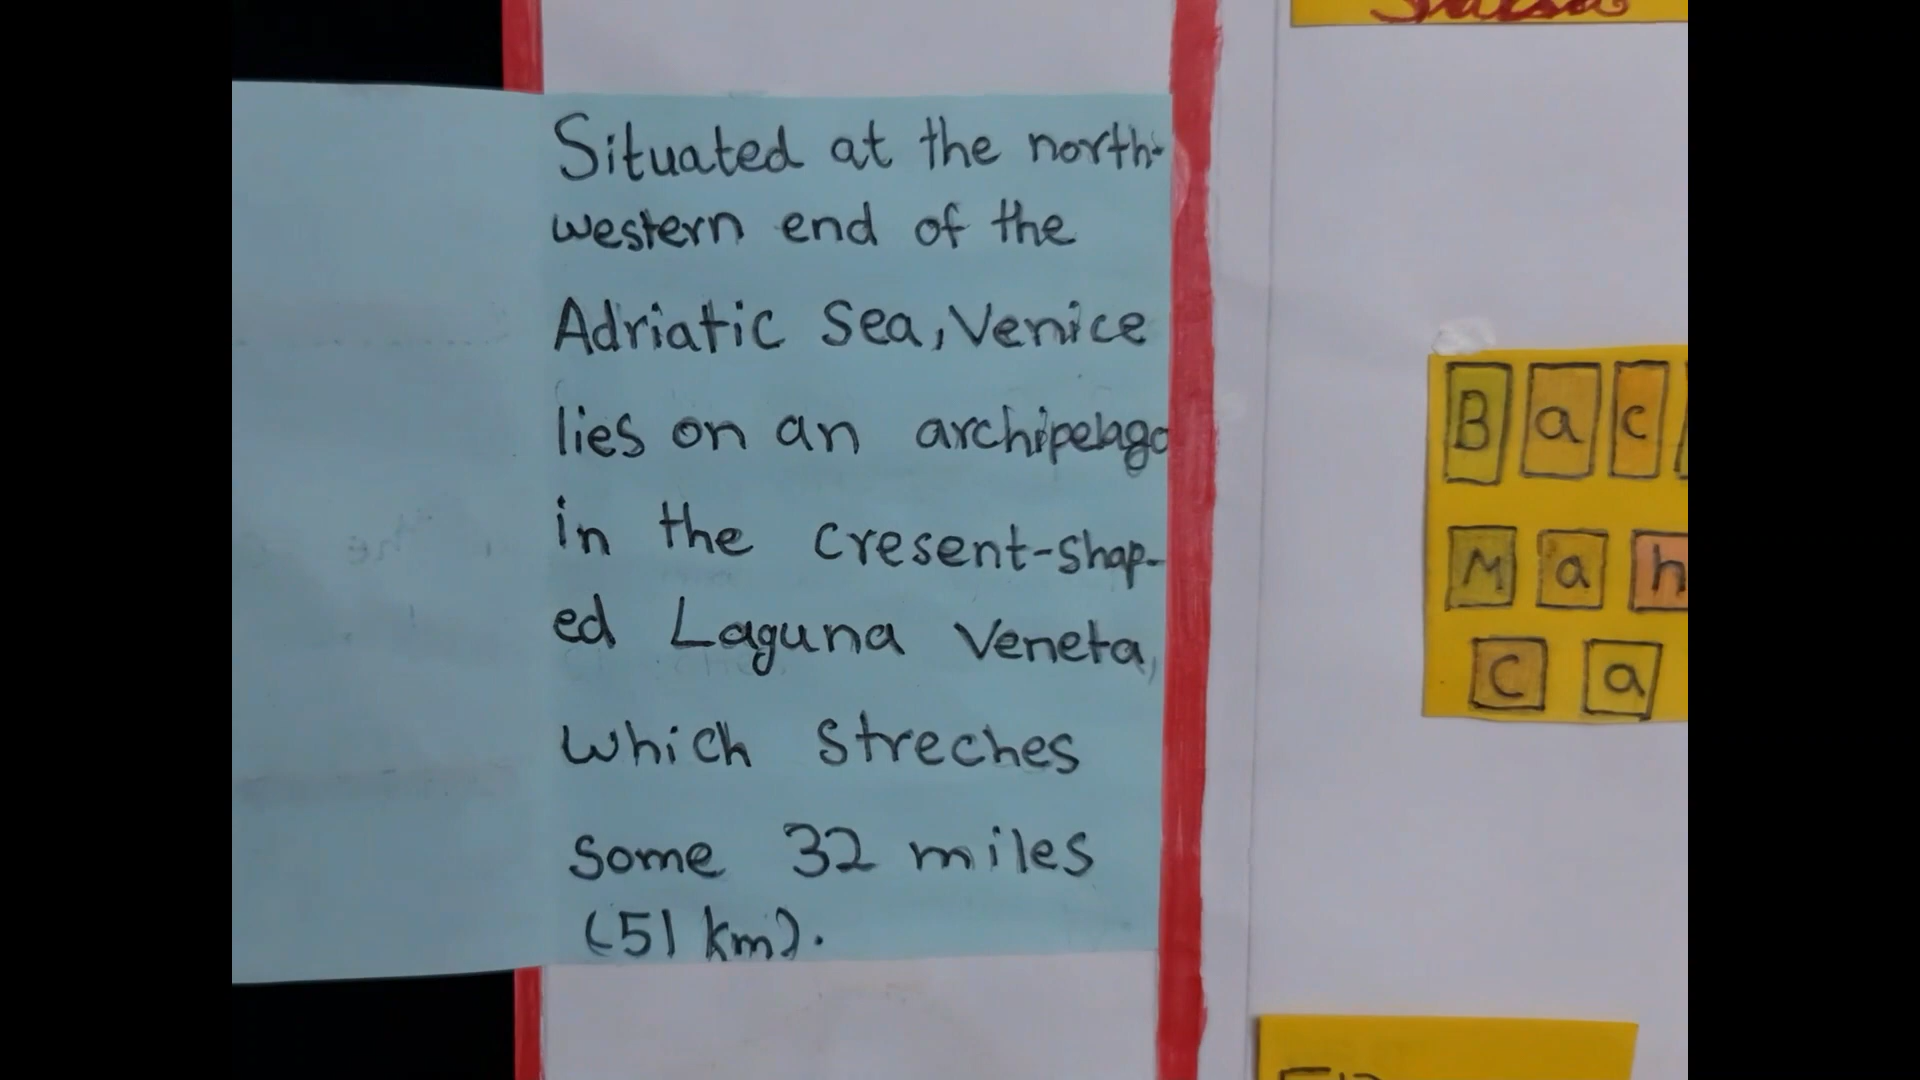 Situated at the north-
western end of the
Adriatic Sea, Venice
lies on an archipelago
in the cresent-shap-
ed Laguna Veneta,
which streches
some 32 miles
(51 km).
B a c
M a h
C a